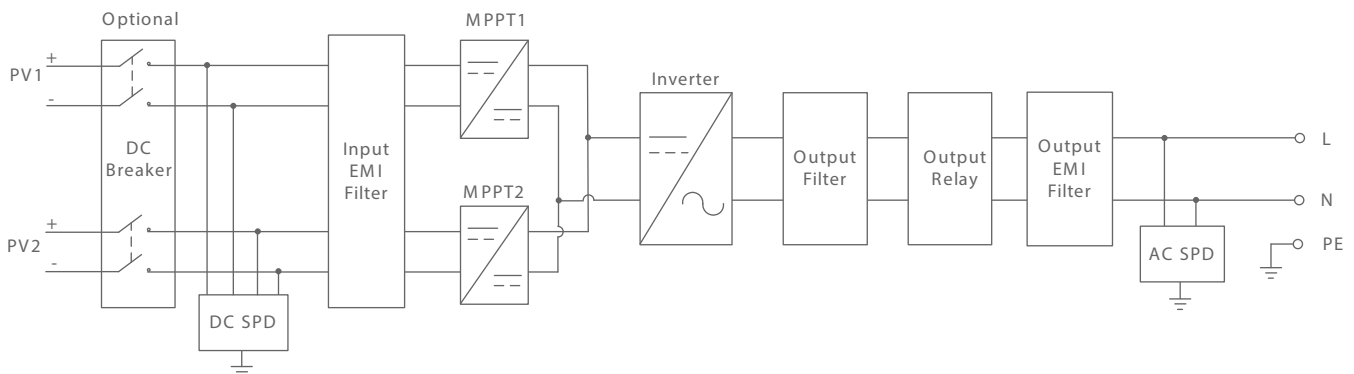 Optional
MPPT1
+
PV1
-
Inverter
L
DC
Breaker
Input
EMI
Filter
Output
Filter
Output
Relay
Output
EMI
Filter
MPPT2
N
+
PV2
-
PE
AC SPD
DC SPD